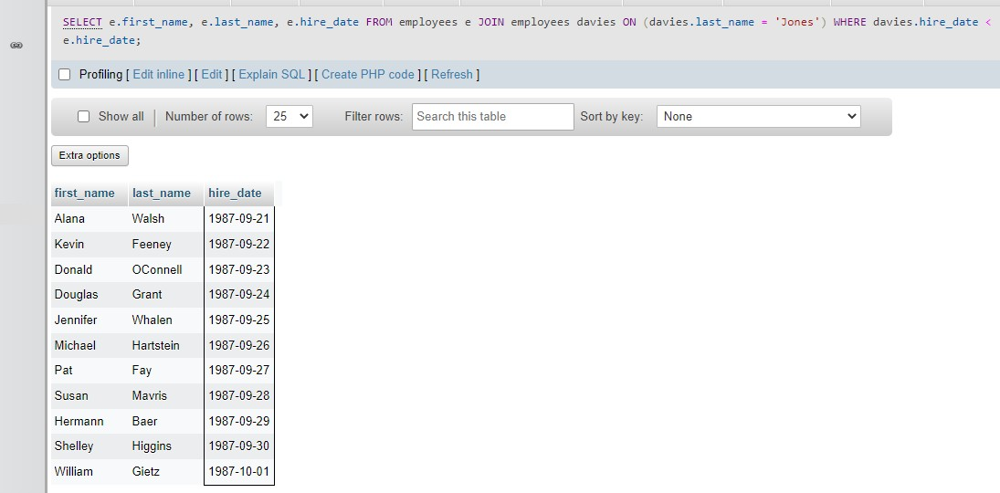 SELECT e.first_name, e.last_name, e.hire_date FROM employees e JOIN employees davies ON (davies.last_name = 'Jones') WHERE davies.hire_date <
e.hire_date;
Profiling [ Edit inline ] [ Edit ] [ Explain SQL ] [ Create PHP code ] [ Refresh ]
Show all | Number of rows: 25 Filter rows: Search this table Sort by key: None
Extra options
first_name last_name hire_date
Alana Walsh 1987-09-21
Kevin Feeney 1987-09-22
Donald OConnell 1987-09-23
Douglas Grant 1987-09-24
Jennifer Whalen 1987-09-25
Michael Hartstein 1987-09-26
Pat Fay 1987-09-27
Susan Mavris 1987-09-28
Hermann Baer 1987-09-29
Shelley Higgins 1987-09-30
William Gietz 1987-10-01